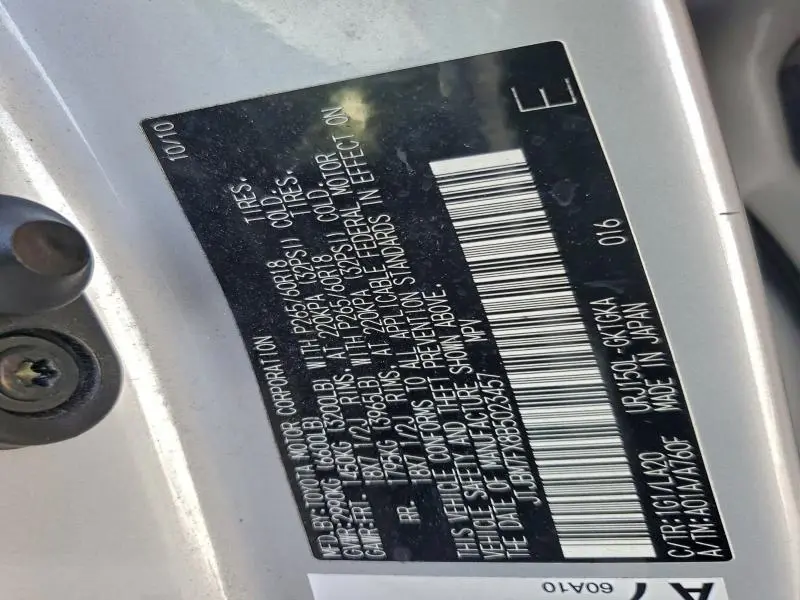 MFD.BY:TOYOTA MOTOR CORPORATION 10/10
GVWR:2990KG (6600LB)
GAWR:FRT. 1450KG (3200LB) WITH P265/60R18 TIRES.
18X7 1/2J RIMS. AT 220KPA (32PSI) COLD.
RR. 1795KG (3965LB) WITH P265/60R18 TIRES.
18X7 1/2J RIMS. AT 220KPA (32PSI) COLD.
THIS VEHICLE CONFORMS TO ALL APPLICABLE FEDERAL MOTOR
VEHICLE SAFETY AND THEFT PREVENTION STANDARDS IN EFFECT ON
THE DATE OF MANUFACTURE SHOWN ABOVE.
JTJBM7FX8B5023457 MPV
E
016
C/TR:1G1/LA20 URJ150L-GKTGKA
A/TM:A01A/A760F MADE IN JAPAN
60A10